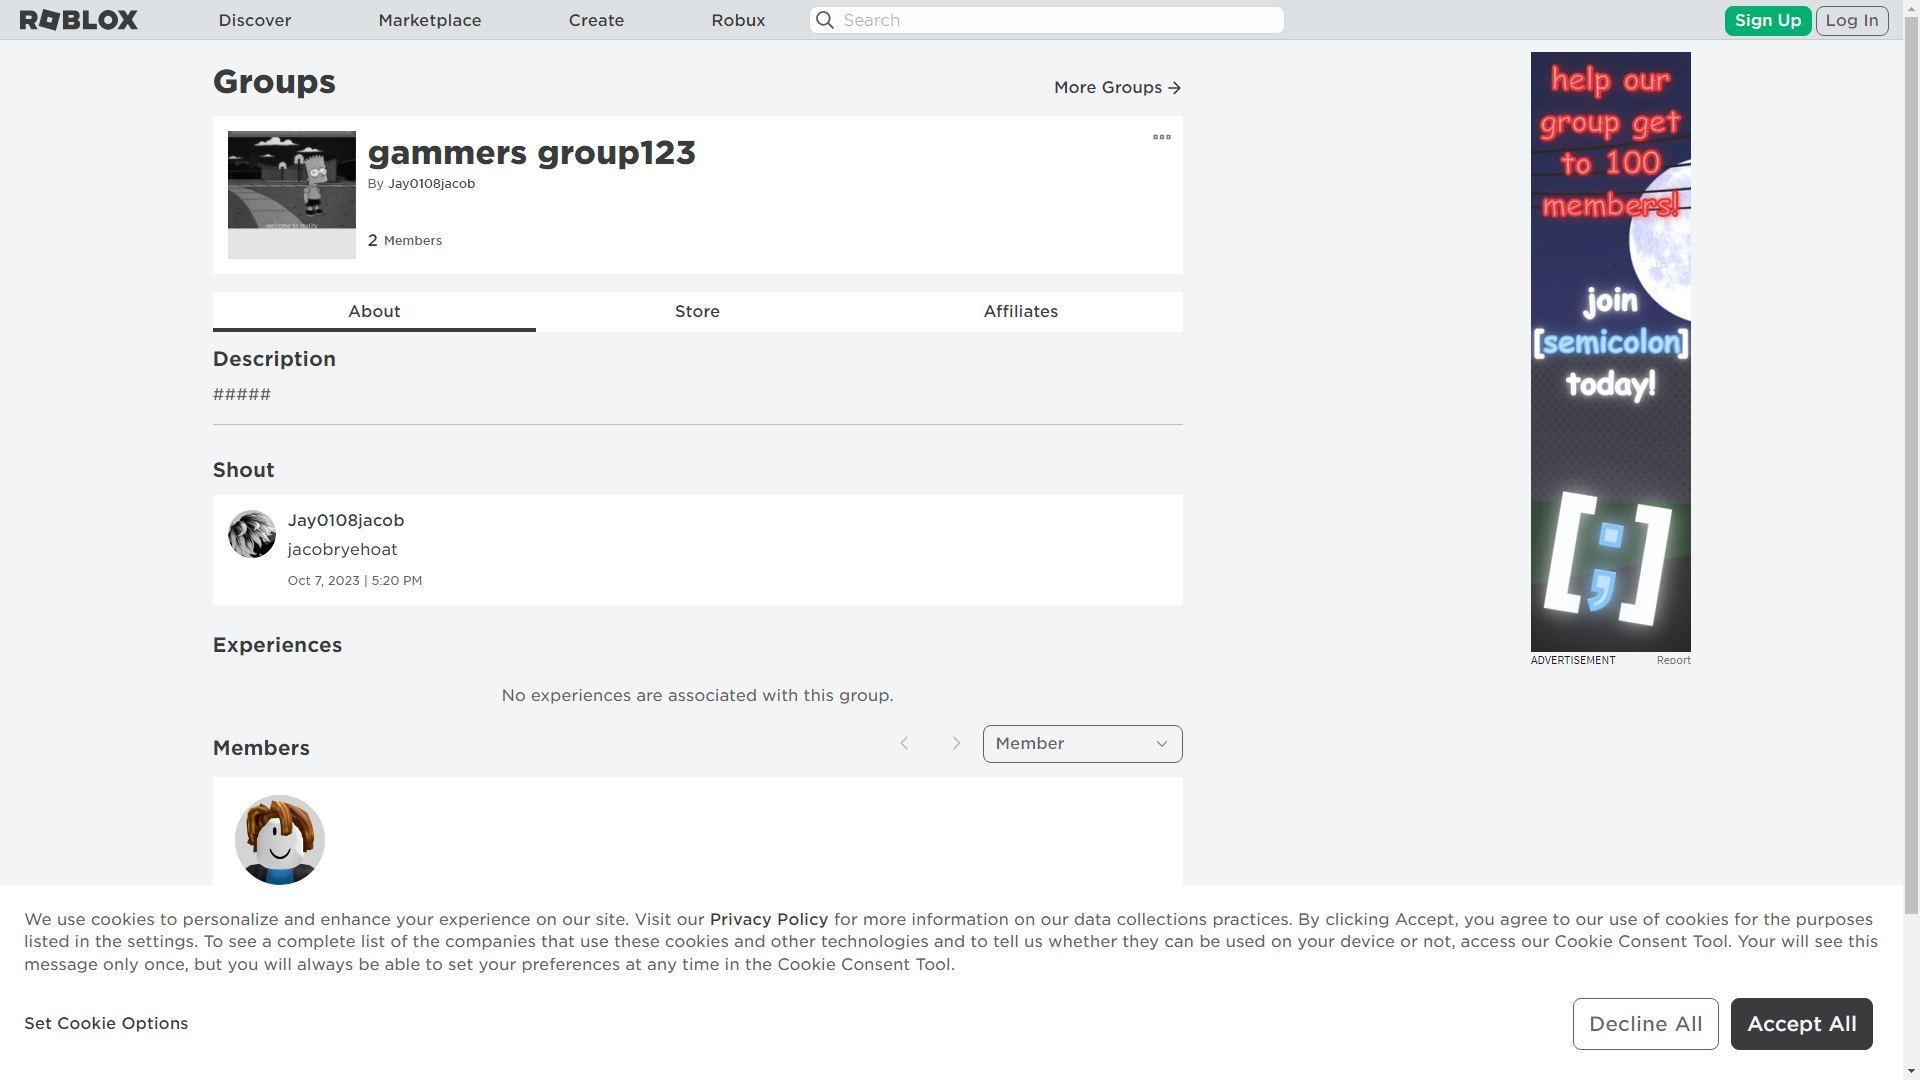 ROBLOX
Discover
Marketplace
Create
Robux
Search
Sign Up
Log In
Groups
More Groups
gammers group123
By Jay0108jacob
2 Members
welcome to reality
About
Store
Affiliates
Description
#####
Shout
Jay0108jacob
jacobryehoat
Oct 7, 2023 | 5:20 PM
Experiences
No experiences are associated with this group.
Members
Member
help our
group get
to 100
members!
join
[semicolon]
today!
[;]
ADVERTISEMENT
Report
We use cookies to personalize and enhance your experience on our site. Visit our Privacy Policy for more information on our data collections practices. By clicking Accept, you agree to our use of cookies for the purposes
listed in the settings. To see a complete list of the companies that use these cookies and other technologies and to tell us whether they can be used on your device or not, access our Cookie Consent Tool. Your will see this
message only once, but you will always be able to set your preferences at any time in the Cookie Consent Tool.
Set Cookie Options
Decline All
Accept All